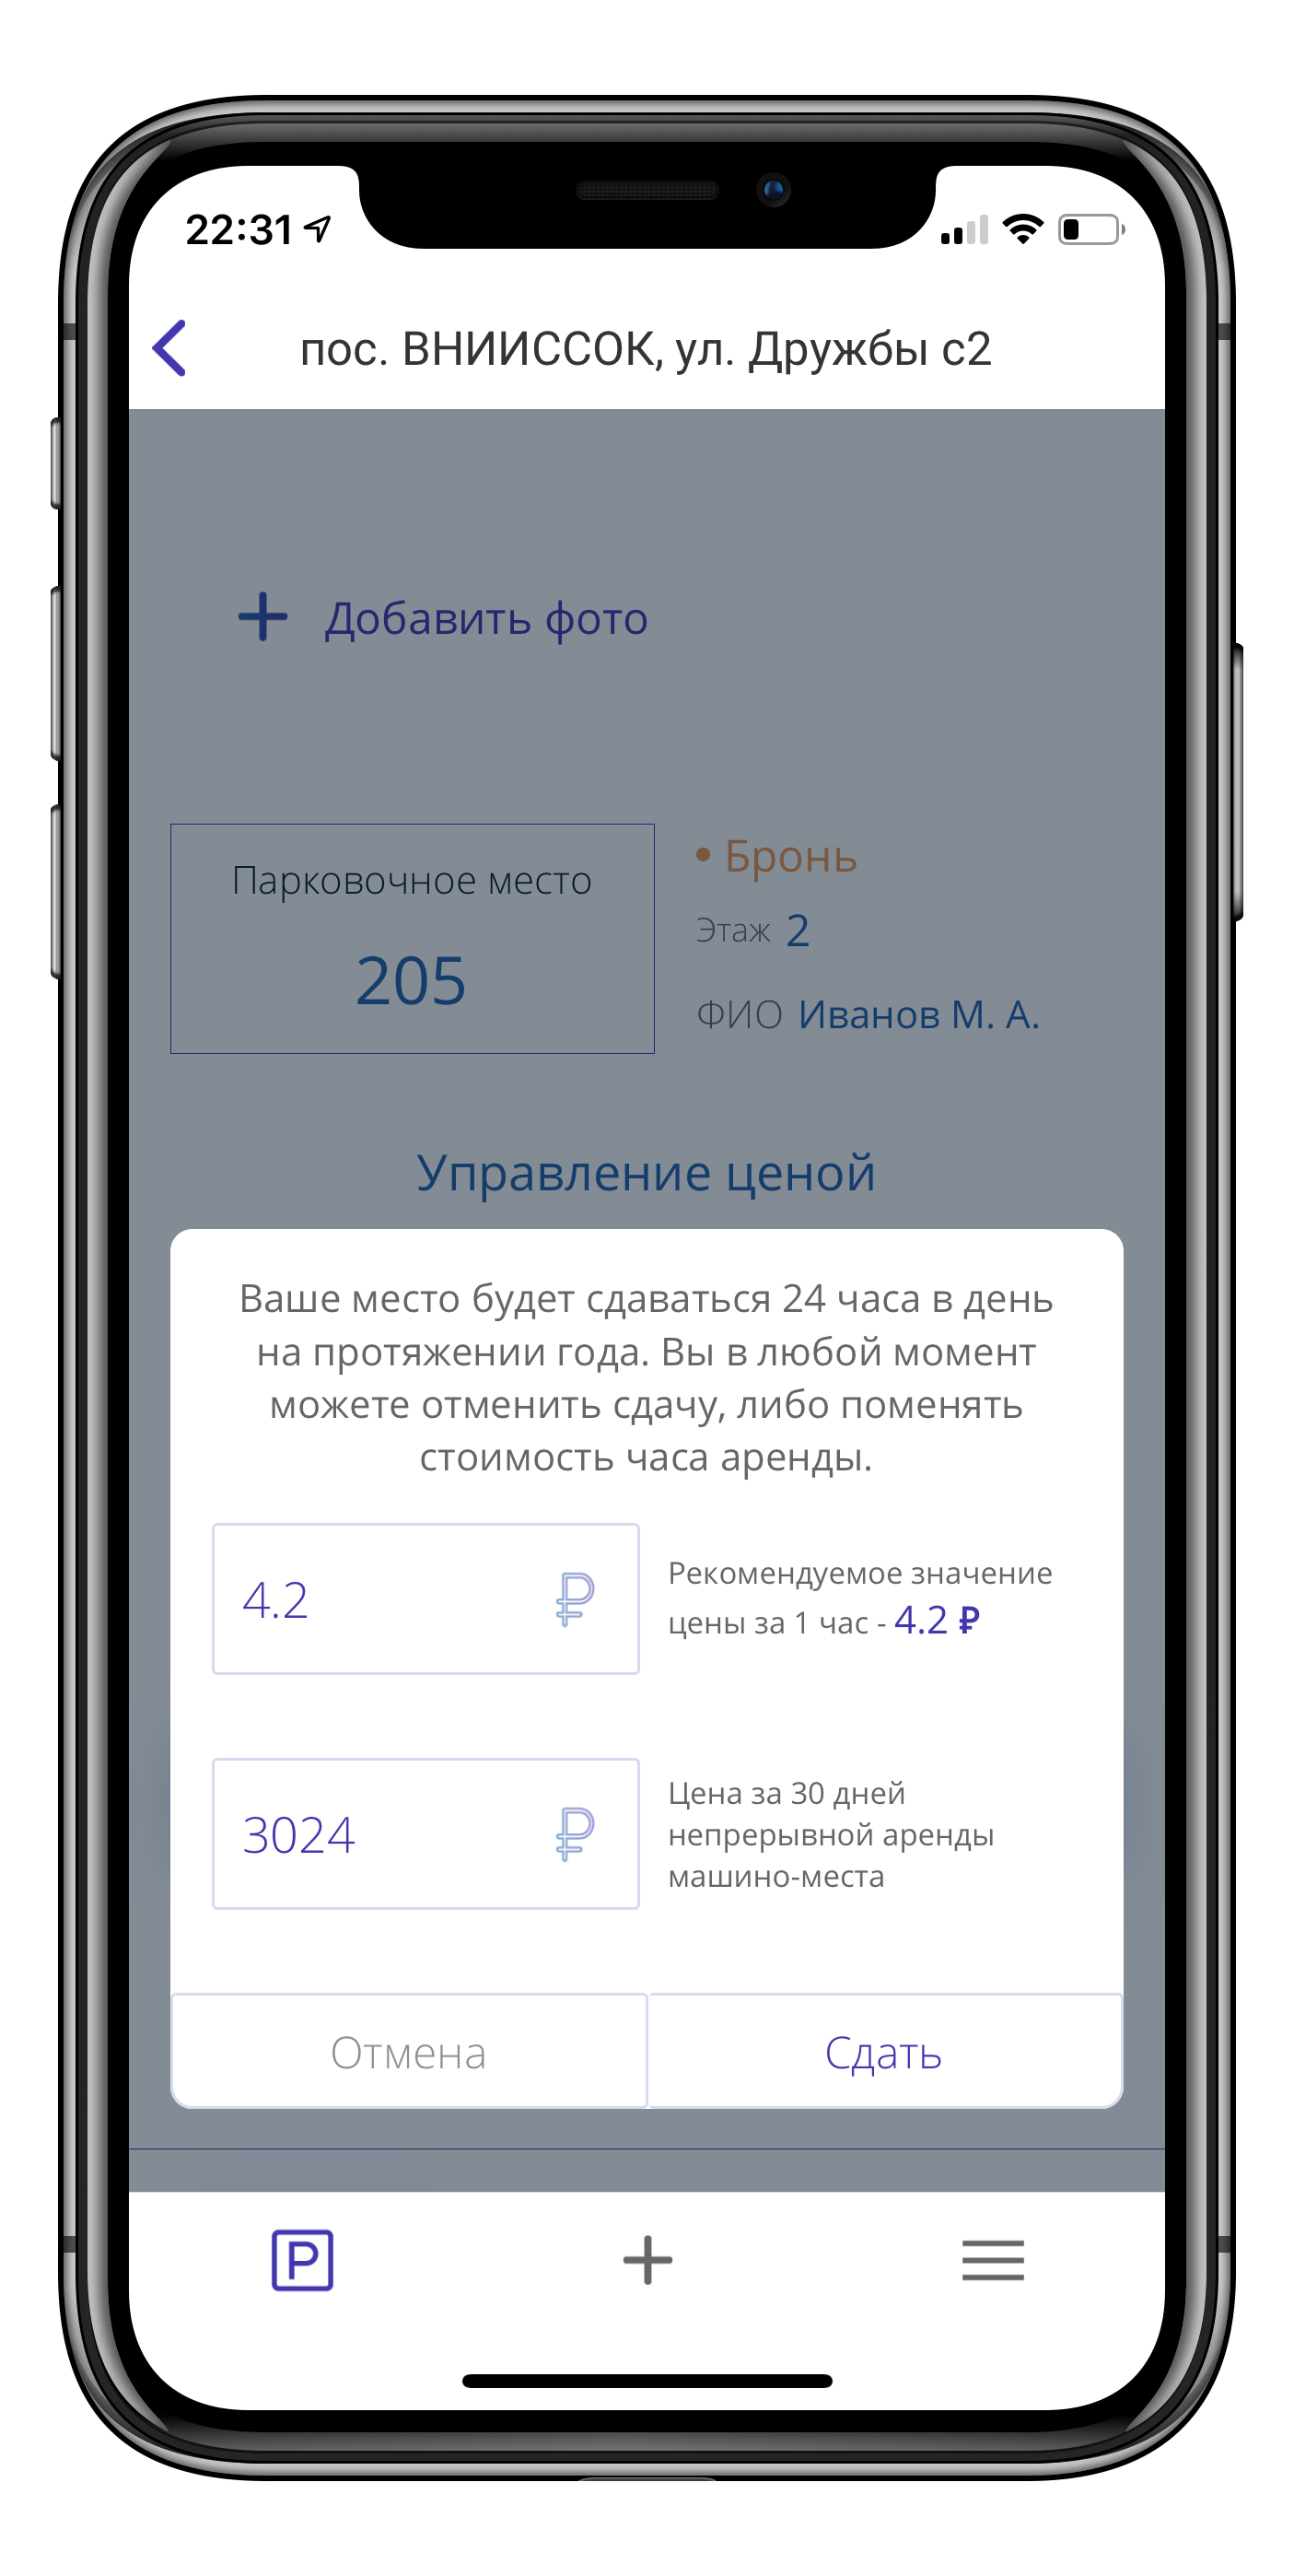 22:31
пос. ВНИИССОК, ул. Дружбы с2
Добавить фото
Парковочное место
205
• Бронь
Этаж 2
ФИО Иванов М. А.
Управление ценой
Ваше место будет сдаваться 24 часа в день
на протяжении года. Вы в любой момент
можете отменить сдачу, либо поменять
стоимость часа аренды.
4.2 ₽
Рекомендуемое значение
цены за 1 час - 4.2 ₽
3024 ₽
Цена за 30 дней
непрерывной аренды
машино-места
Отмена
Сдать
P